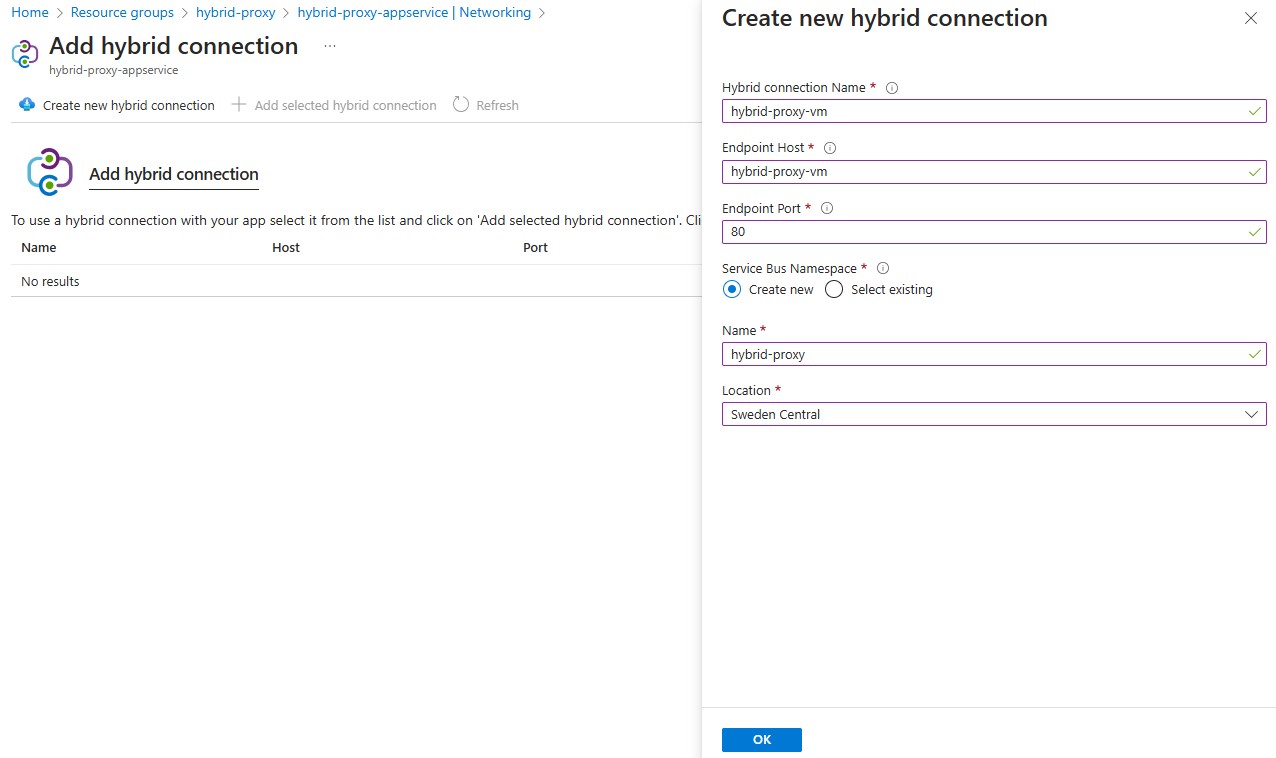 Home > Resource groups > hybrid-proxy > hybrid-proxy-appservice | Networking >
Add hybrid connection ...
hybrid-proxy-appservice
Create new hybrid connection Add selected hybrid connection Refresh
Add hybrid connection
To use a hybrid connection with your app select it from the list and click on 'Add selected hybrid connection'. Cli
Name Host Port
No results
Create new hybrid connection
Hybrid connection Name *
hybrid-proxy-vm
Endpoint Host *
hybrid-proxy-vm
Endpoint Port *
80
Service Bus Namespace *
Create new Select existing
Name *
hybrid-proxy
Location *
Sweden Central
OK